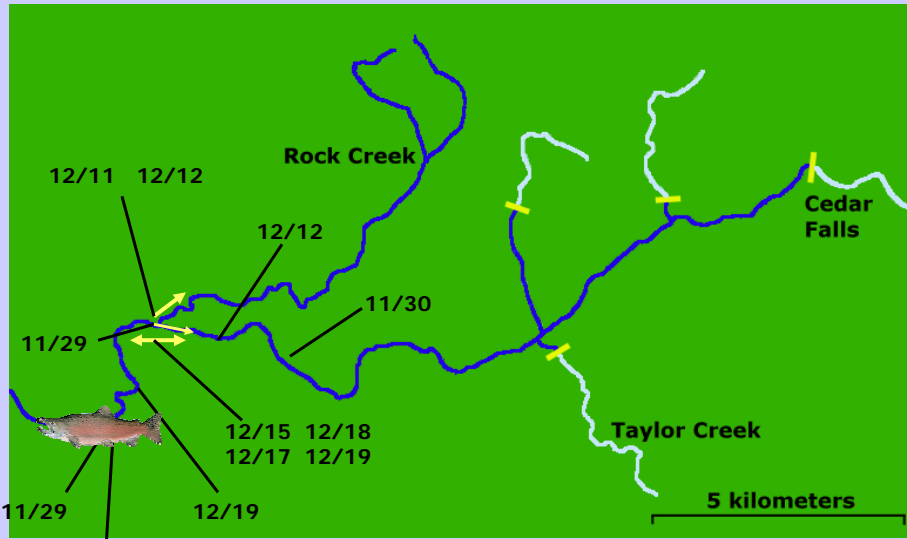 Rock Creek
12/11 12/12
12/12
Cedar
Falls
11/30
11/29
12/15 12/18
12/17 12/19
Taylor Creek
11/29
12/19
5 kilometers